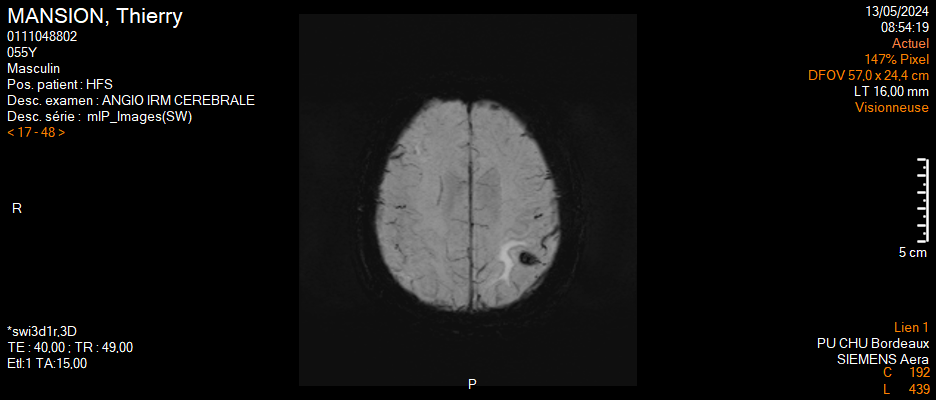 MANSION, Thierry
0111048802
055Y
Masculin
Pos. patient : HFS
Desc. examen : ANGIO IRM CEREBRALE
Desc. série : mIP_Images(SW)
< 17 - 48 >
13/05/2024
08:54:19
Actuel
147% Pixel
DFOV 57,0 x 24,4 cm
LT 16,00 mm
Visionneuse
R
5 cm
*swi3d1r,3D
TE : 40,00 ; TR : 49,00
Etl:1 TA:15,00
Lien 1
PU CHU Bordeaux
SIEMENS Aera
C 192
L 439
P